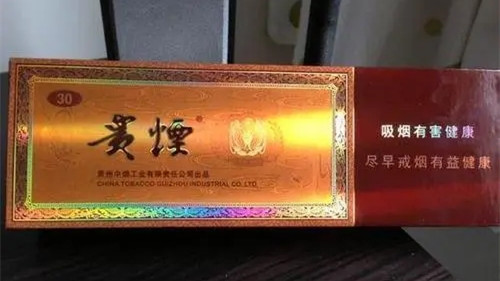 30
贵煙
贵州中烟工业有限责任公司出品
CHINA TOBACCO GUIZHOU INDUSTRIAL CO.,LTD
吸烟有害健康
尽早戒烟有益健康